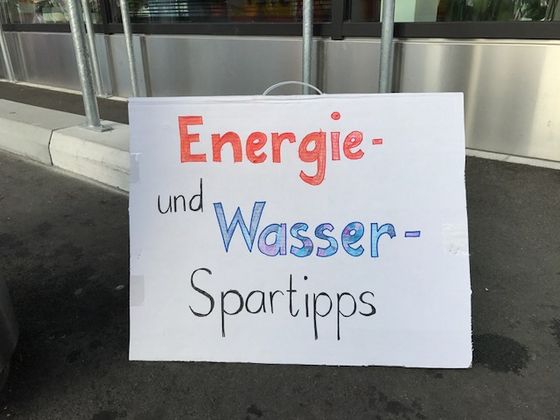 Energie-
und
Wasser-
Spartipps